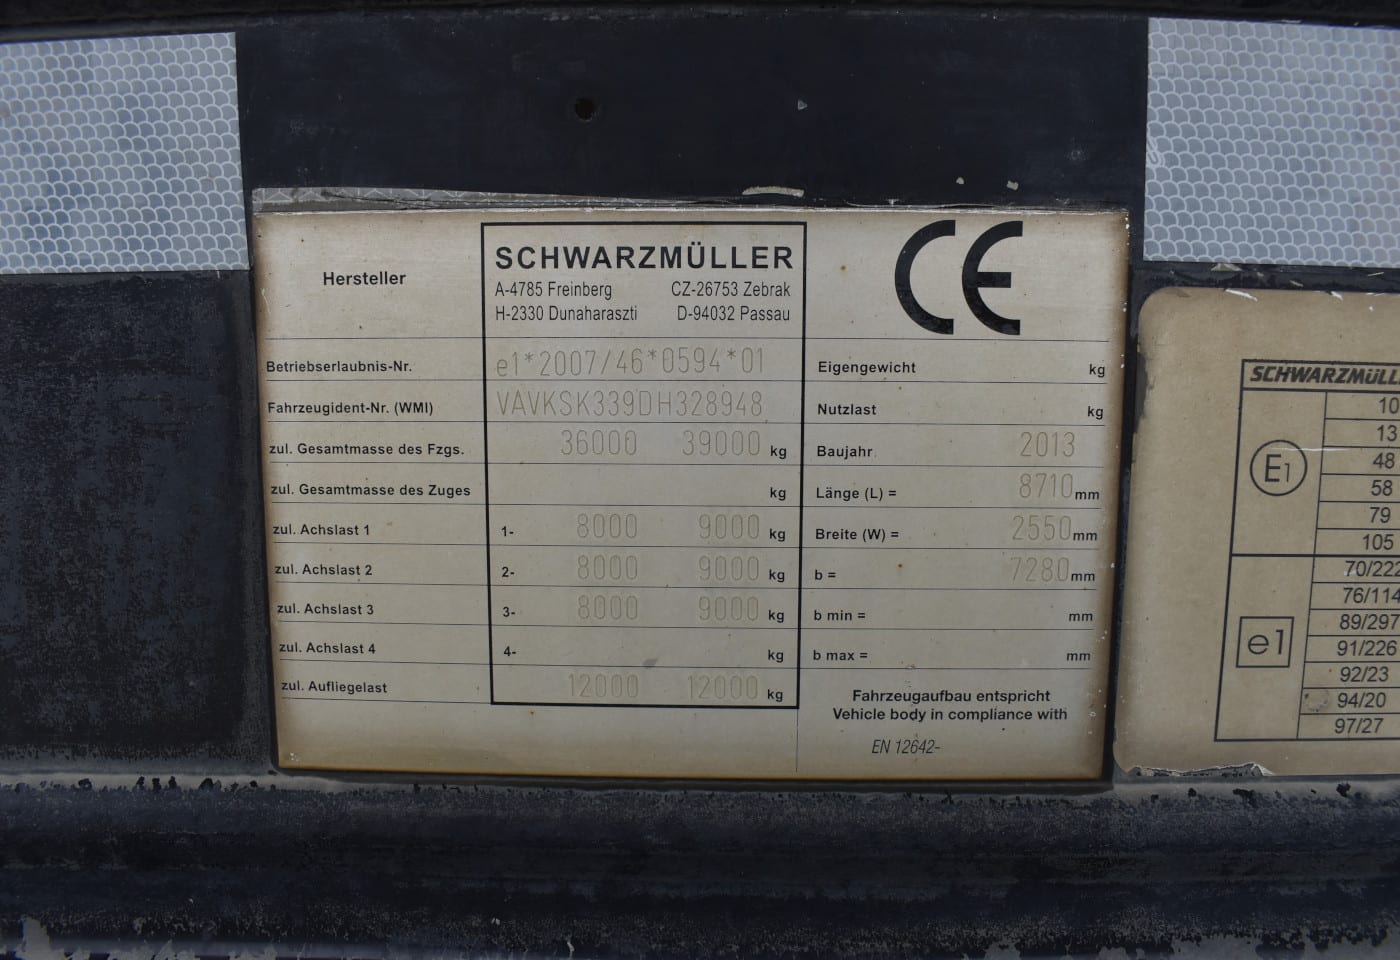 Hersteller
SCHWARZMÜLLER
A-4785 Freinberg CZ-26753 Zebrak
H-2330 Dunaharaszti D-94032 Passau
CE
Betriebserlaubnis-Nr. e1*2007/46*0594*01
Fahrzeugident-Nr. (WMI) VAVKSK339DH328948
zul. Gesamtmasse des Fzgs. 36000 39000 kg
zul. Gesamtmasse des Zuges kg
zul. Achslast 1 1- 8000 9000 kg
zul. Achslast 2 2- 8000 9000 kg
zul. Achslast 3 3- 8000 9000 kg
zul. Achslast 4 4- kg
zul. Aufliegelast 12000 12000 kg
Eigengewicht kg
Nutzlast kg
Baujahr 2013
Länge (L) = 8710 mm
Breite (W) = 2550 mm
b = 7280 mm
b min = mm
b max = mm
Fahrzeugaufbau entspricht
Vehicle body in compliance with
EN 12642-
SCHWARZMÜLL
E1
10
13
48
58
79
105
e1
70/222
76/114
89/297
91/226
92/23
94/20
97/27